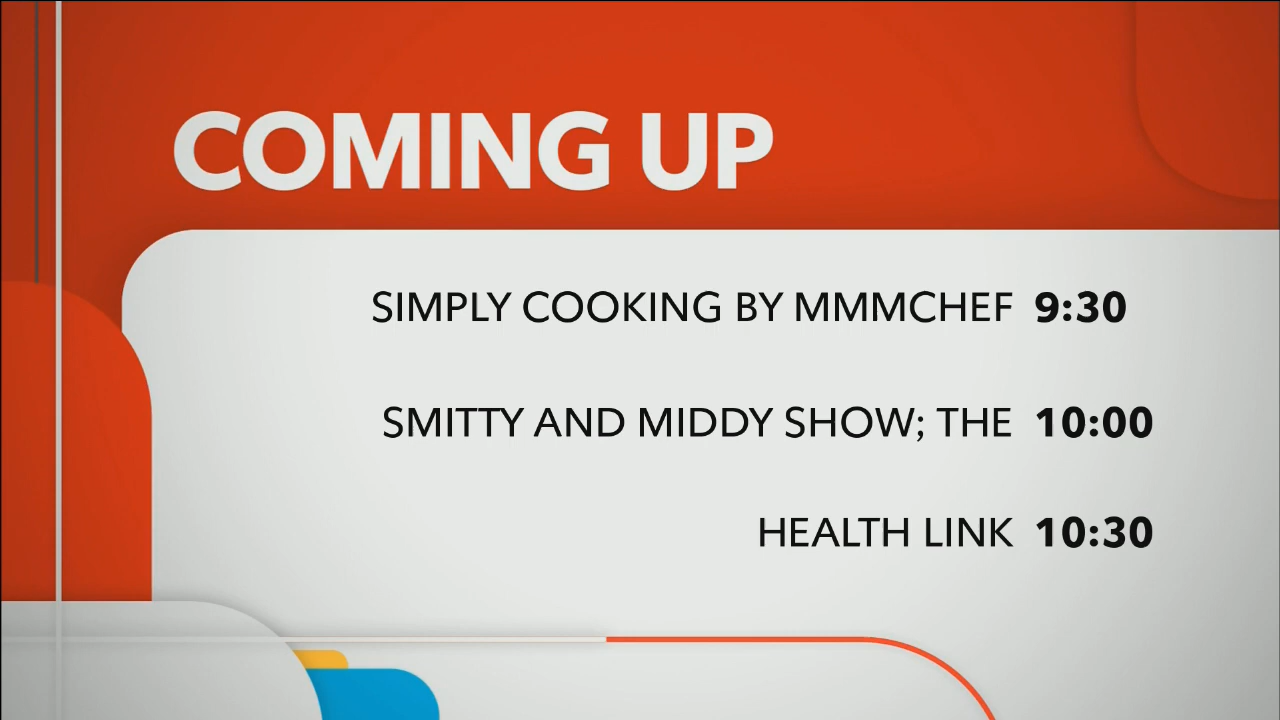 COMING UP
SIMPLY COOKING BY MMMCHEF 9:30
SMITTY AND MIDDY SHOW; THE 10:00
HEALTH LINK 10:30